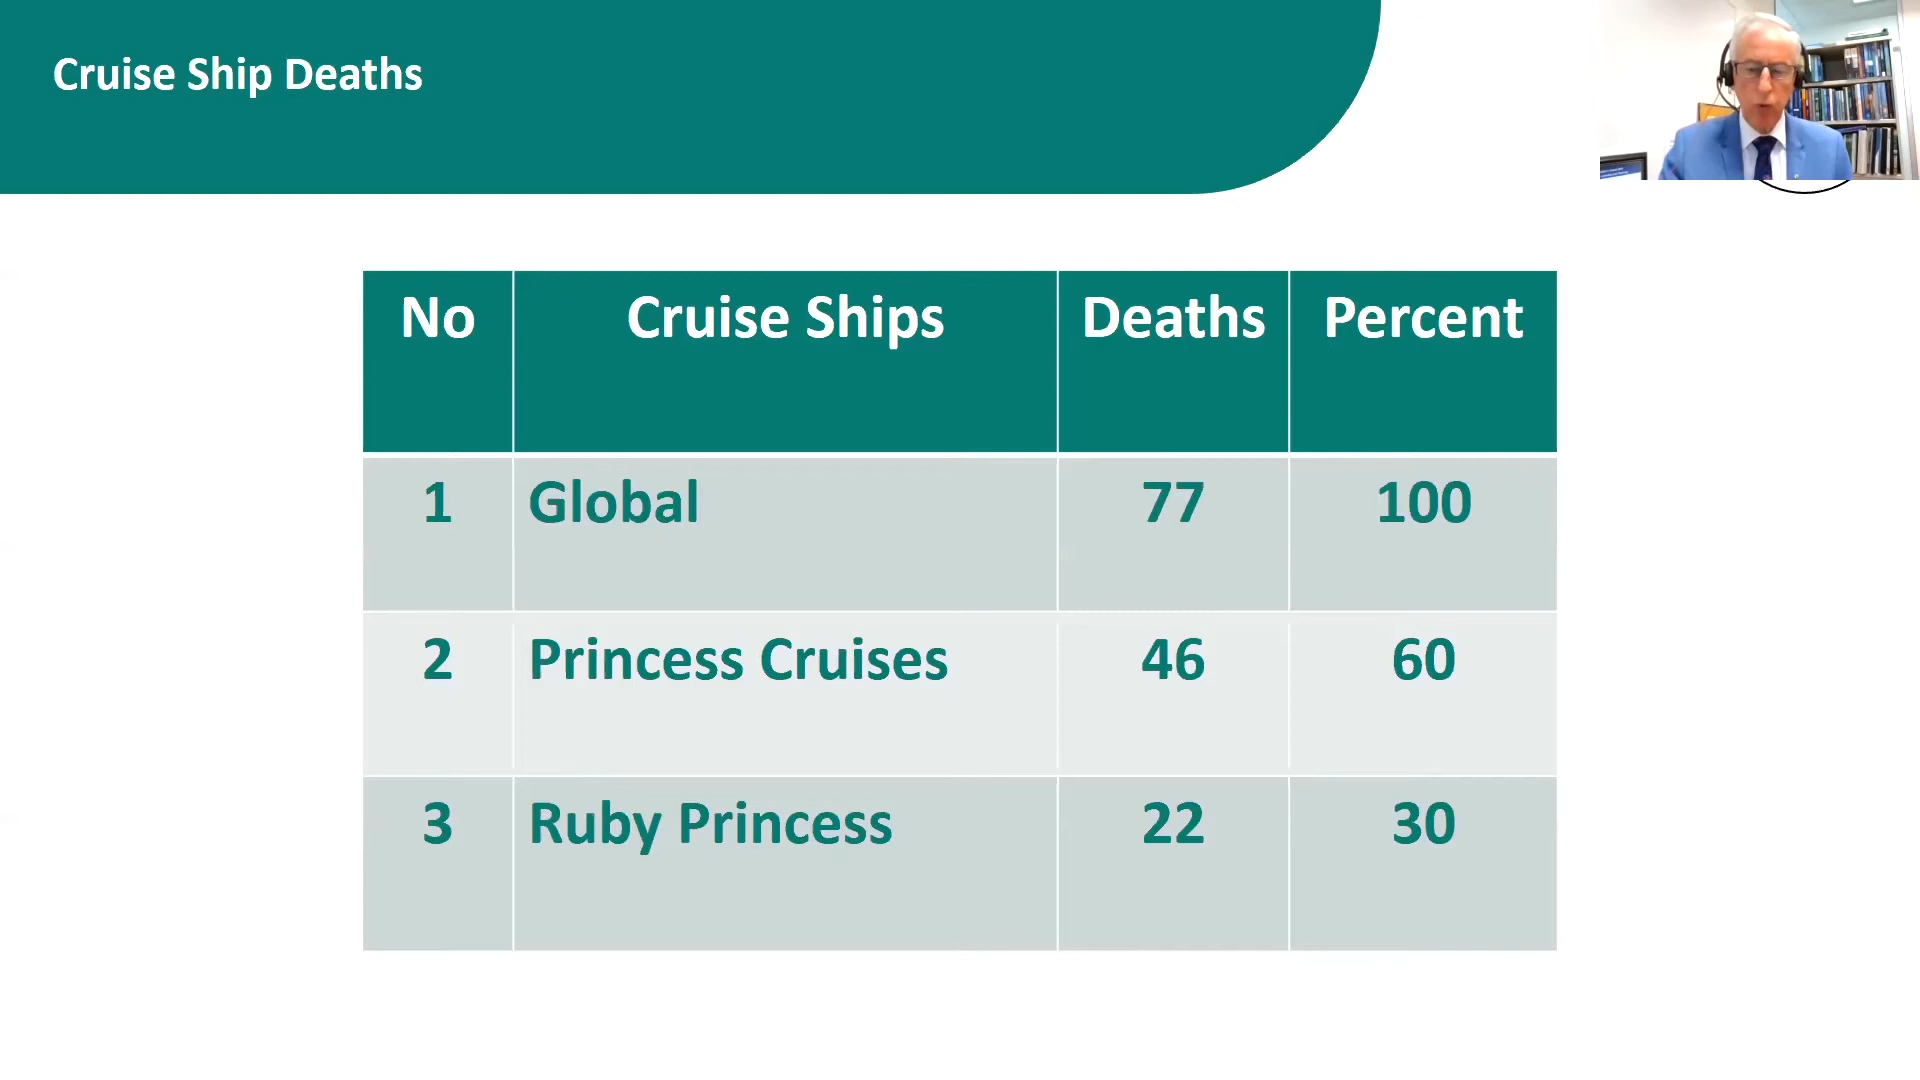 Cruise Ship Deaths
No Cruise Ships Deaths Percent
1 Global 77 100
2 Princess Cruises 46 60
3 Ruby Princess 22 30